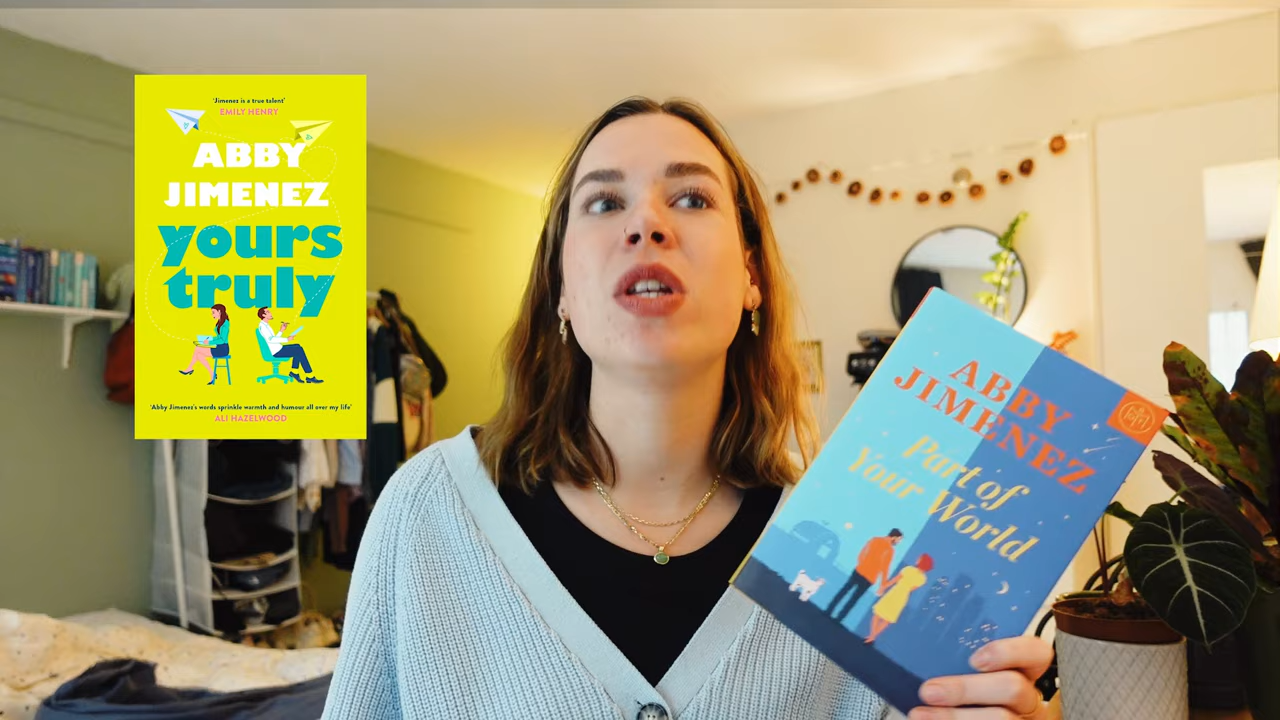 'Jimenez is a true talent'
EMILY HENRY
ABBY
JIMENEZ
yours
truly
'Abby Jimenez's words sprinkle warmth and humour all over my life'
ALI HAZELWOOD
ABBY
JIMENEZ
Part of
Your World